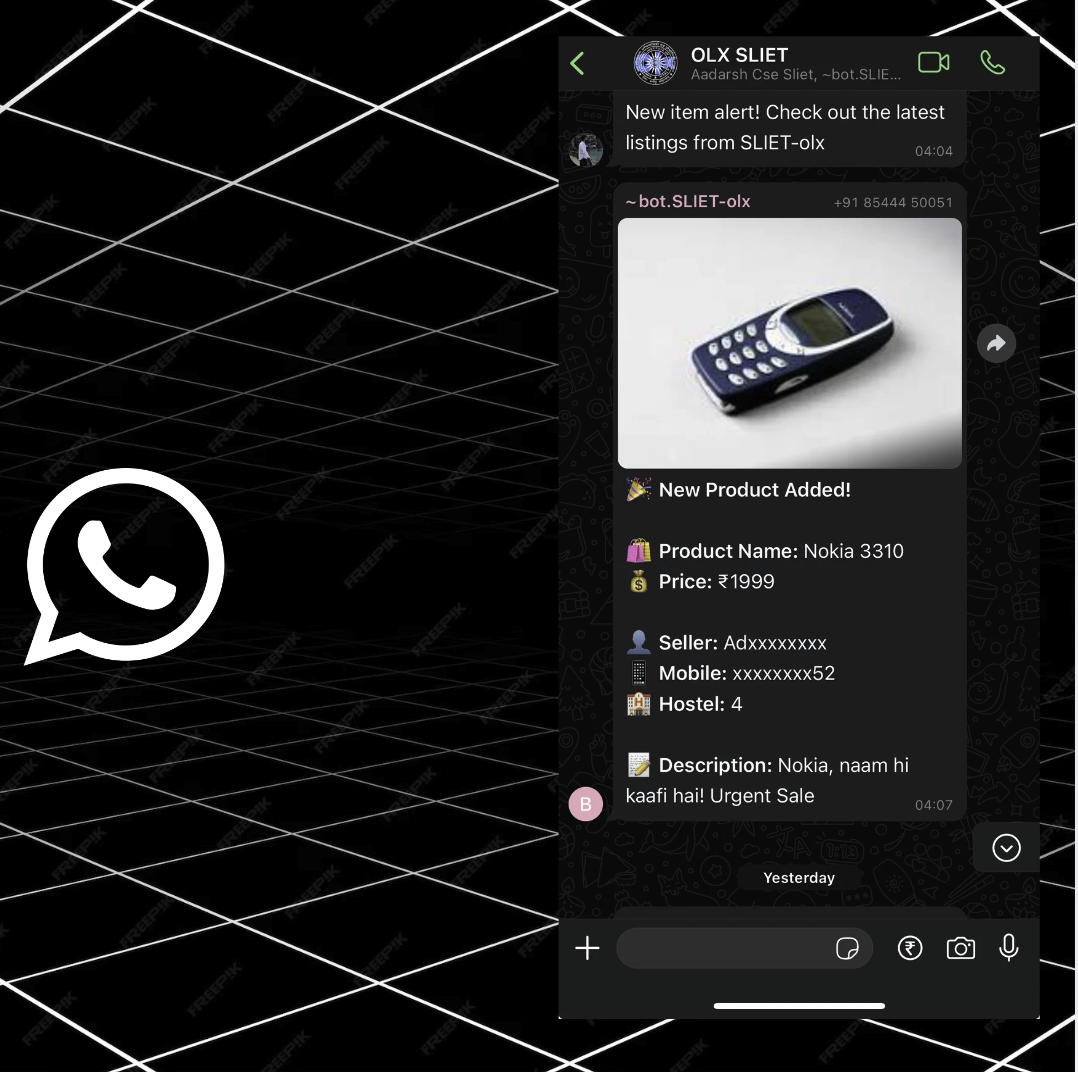 OLX SLIET
Aadarsh Cse Sliet, ~bot.SLIE...
New item alert! Check out the latest
listings from SLIET-olx
04:04
~bot.SLIET-olx +91 85444 50051
🎉 New Product Added!
🛍️ Product Name: Nokia 3310
💰 Price: ₹1999
👤 Seller: Adxxxxxxxx
📱 Mobile: xxxxxxxx52
🏨 Hostel: 4
📝 Description: Nokia, naam hi
kaafi hai! Urgent Sale
04:07
B
Yesterday
FREEPIK